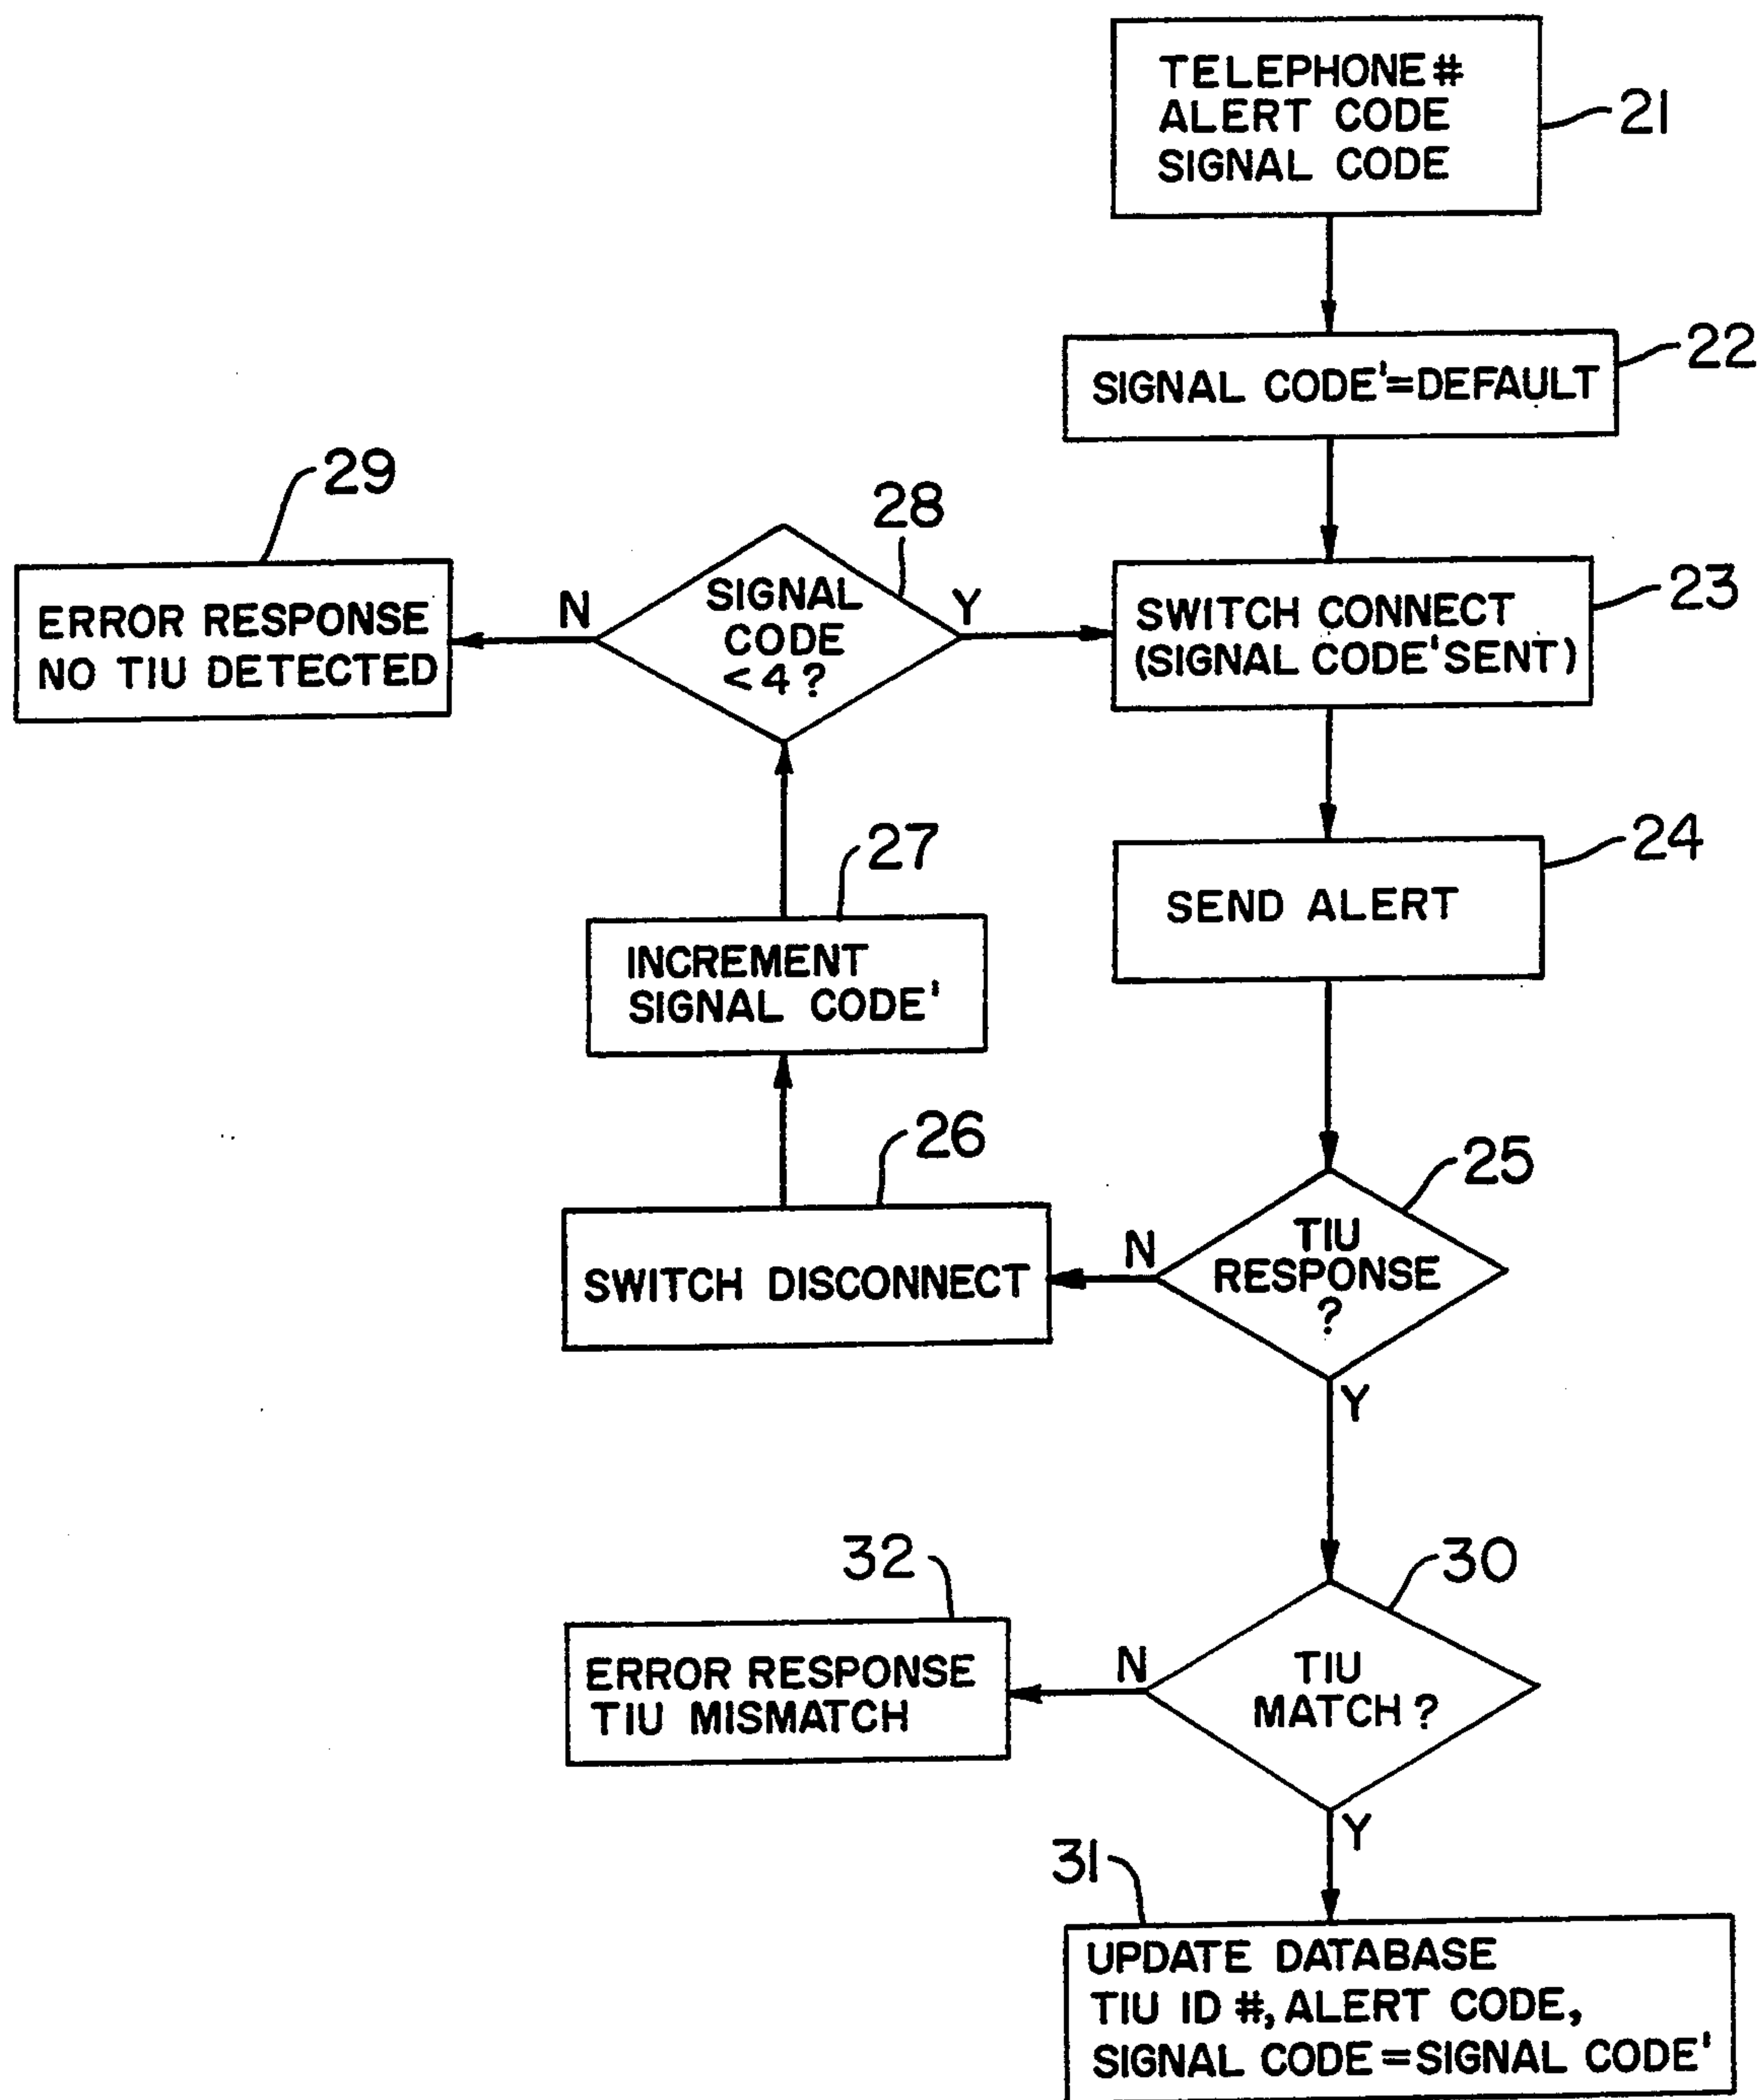 TELEPHONE #
ALERT CODE
SIGNAL CODE
21
SIGNAL CODE'=DEFAULT
22
29
28
ERROR RESPONSE
NO TIU DETECTED
N
SIGNAL
CODE
<4?
Y
SWITCH CONNECT
(SIGNAL CODE'SENT)
23
27
INCREMENT
SIGNAL CODE'
SEND ALERT
24
26
SWITCH DISCONNECT
N
TIU
RESPONSE
?
25
Y
32
ERROR RESPONSE
TIU MISMATCH
N
TIU
MATCH?
30
Y
31
UPDATE DATABASE
TIU ID #, ALERT CODE,
SIGNAL CODE=SIGNAL CODE'